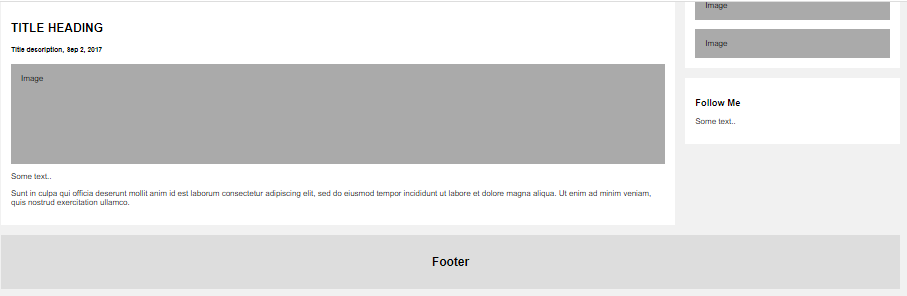 TITLE HEADING
Title description, Sep 2, 2017
Image
Some text..
Sunt in culpa qui officia deserunt mollit anim id est laborum consectetur adipiscing elit, sed do eiusmod tempor incididunt ut labore et dolore magna aliqua. Ut enim ad minim veniam,
quis nostrud exercitation ullamco.
Image
Image
Follow Me
Some text..
Footer